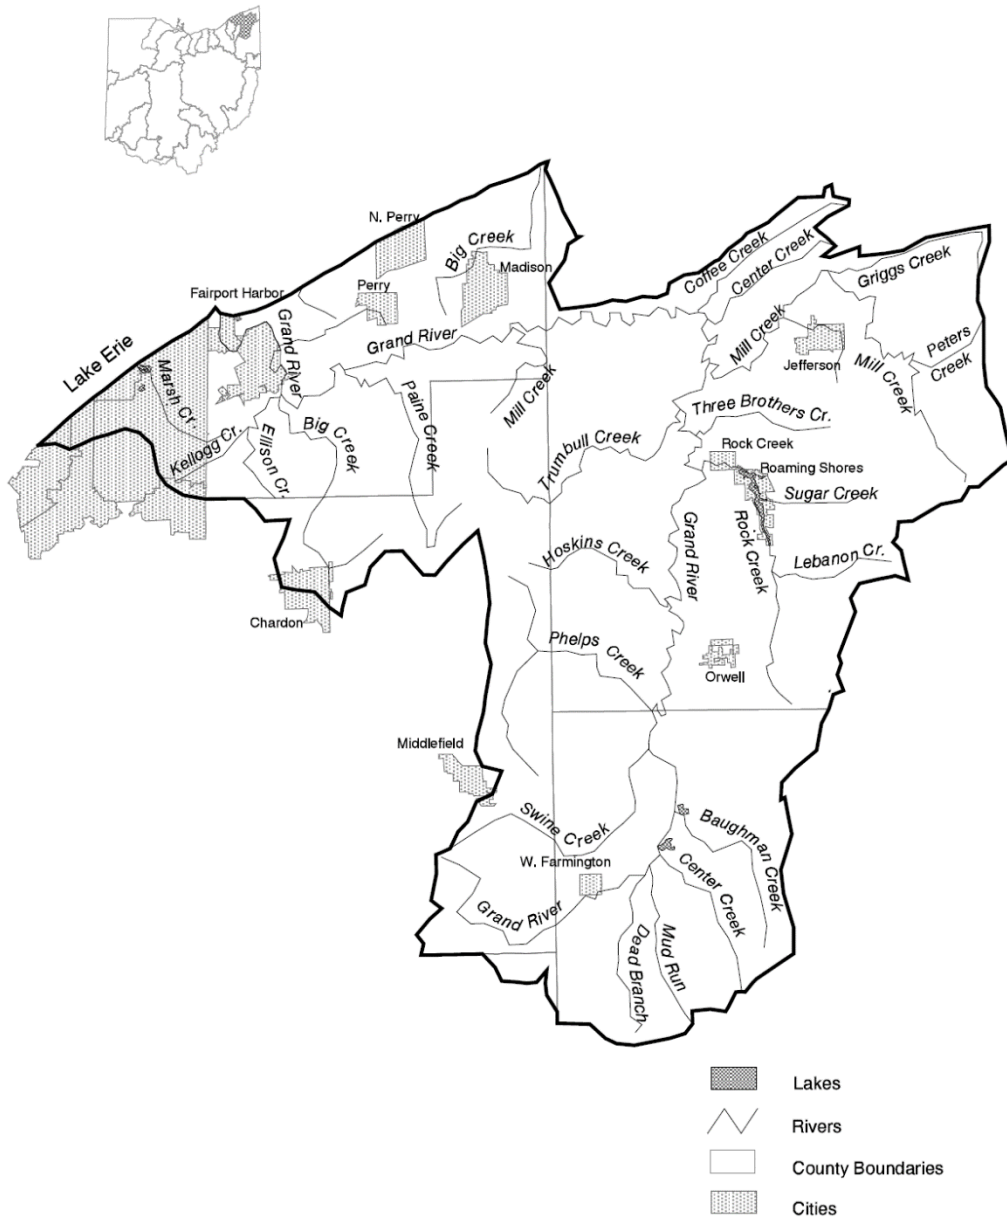 N. Perry
Big Creek
Madison
Coffee Creek
Center Creek
Griggs Creek
Fairport Harbor
Perry
Grand River
Grand River
Lake Erie
Marsh Cr.
Mill Creek
Jefferson
Mill Creek
Peters
Creek
Kellogg Cr.
Ellison Cr.
Big Creek
Paine Creek
Mill Creek
Three Brothers Cr.
Trumbull Creek
Rock Creek
Roaming Shores
Sugar Creek
Rock Creek
Grand River
Hoskins Creek
Lebanon Cr.
Chardon
Phelps Creek
Orwell
Middlefield
Swine Creek
Baughman Creek
W. Farmington
Center Creek
Grand River
Dead Branch
Mud Run
Lakes
Rivers
County Boundaries
Cities